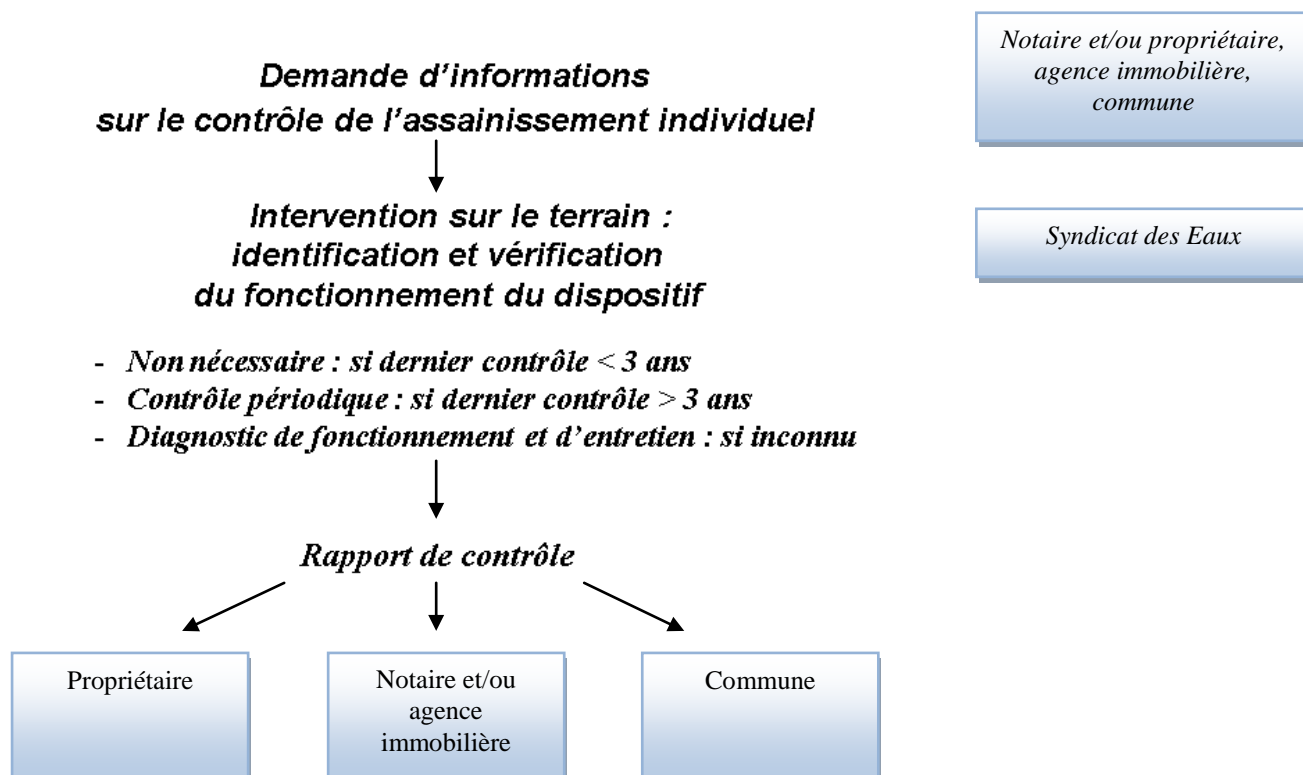 Demande d'informations
sur le contrôle de l'assainissement individuel
Notaire et/ou propriétaire,
agence immobilière,
commune
Intervention sur le terrain :
identification et vérification
du fonctionnement du dispositif
Syndicat des Eaux
- Non nécessaire : si dernier contrôle < 3 ans
- Contrôle périodique : si dernier contrôle > 3 ans
- Diagnostic de fonctionnement et d'entretien : si inconnu
Rapport de contrôle
Propriétaire
Notaire et/ou
agence
immobilière
Commune